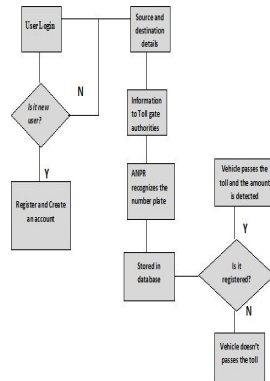 User Login
Source and
destination
details
N
Is it new
user?
Information
to Toll gate
authorities
Y
Register and Create
an account
ANPR
recognizes the
number plate
Vehicle passes the
toll and the amount
is detected
Y
Stored in
database
Is it
registered?
N
Vehicle doesn't
passes the toll